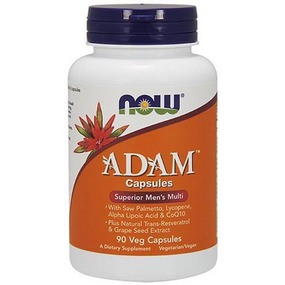 NOW
ADAM™
Capsules
Superior Men's Multi
• With Saw Palmetto, Lycopene,
Alpha Lipoic Acid & CoQ10
• Plus Natural Trans-Resveratrol
& Grape Seed Extract
90 Veg Capsules
A Dietary Supplement Vegetarian/Vegan